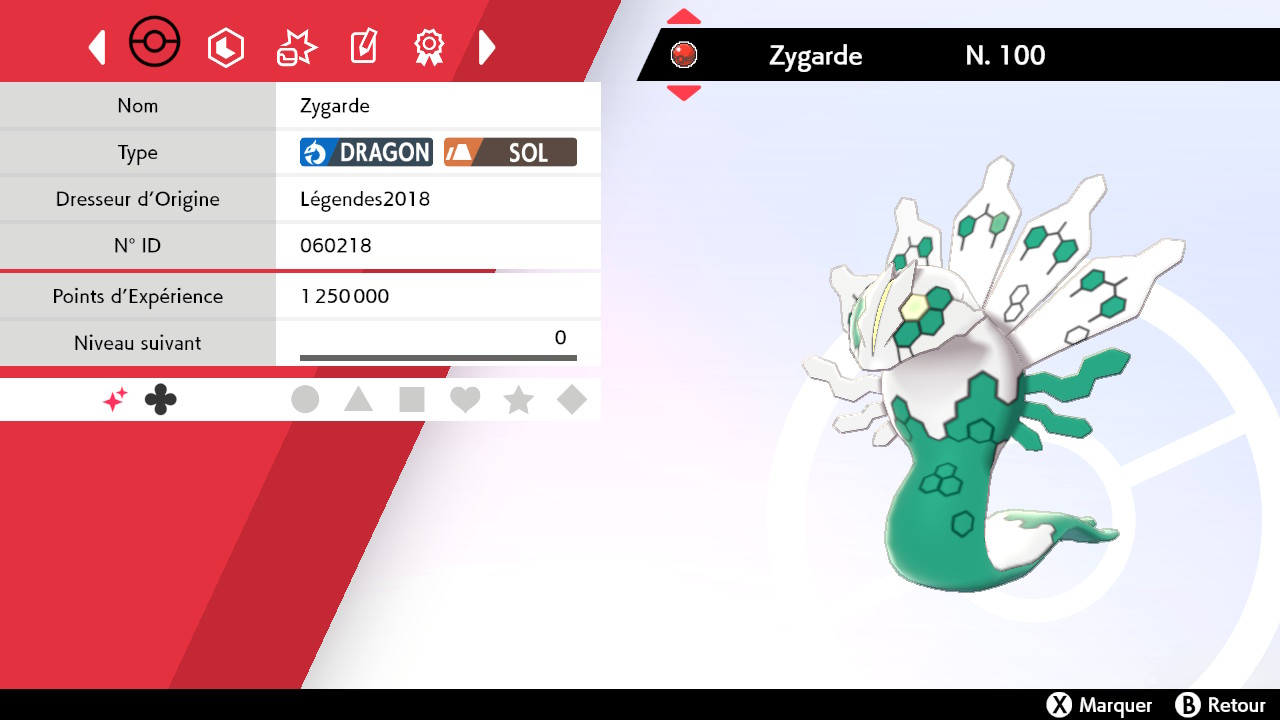 Zygarde N. 100
Nom Zygarde
Type DRAGON SOL
Dresseur d'Origine Légendes2018
N° ID 060218
Points d'Expérience 1 250 000
Niveau suivant 0
X Marquer B Retour